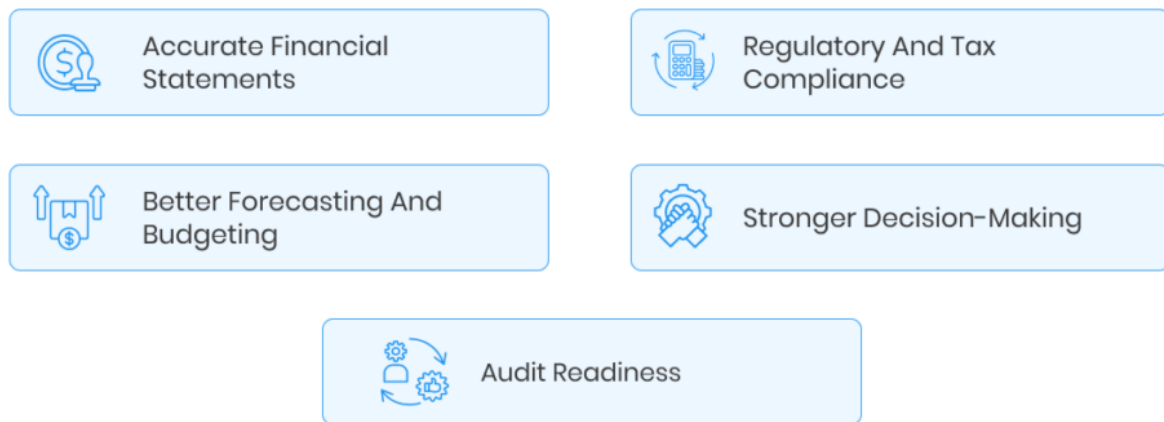 Accurate Financial
Statements
Regulatory And Tax
Compliance
Better Forecasting And
Budgeting
Stronger Decision-Making
Audit Readiness